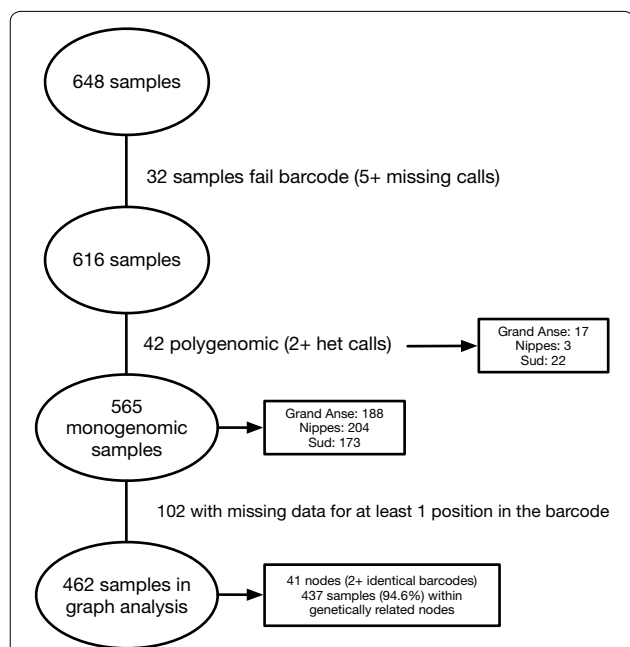 648 samples
32 samples fail barcode (5+ missing calls)
616 samples
42 polygenomic (2+ het calls)
Grand Anse: 17
Nippes: 3
Sud: 22
565
monogenomic
samples
Grand Anse: 188
Nippes: 204
Sud: 173
102 with missing data for at least 1 position in the barcode
462 samples in
graph analysis
41 nodes (2+ identical barcodes)
437 samples (94.6%) within
genetically related nodes